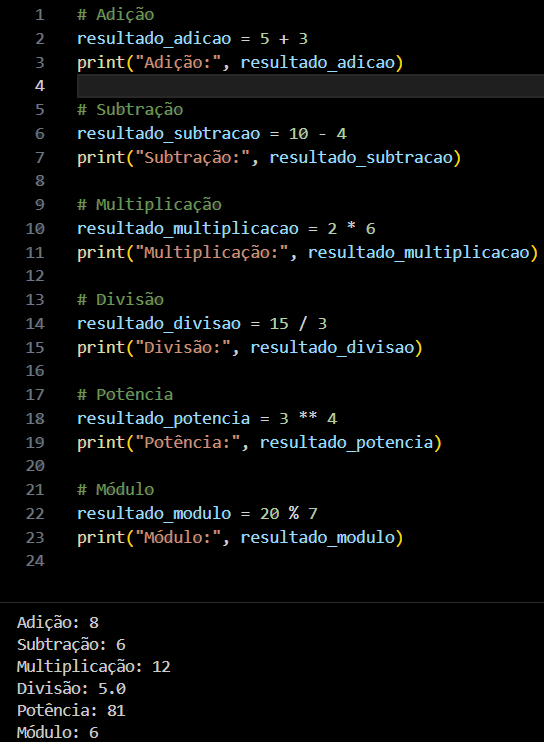 1 # Adição
2 resultado_adicao = 5 + 3
3 print("Adição:", resultado_adicao)
4
5 # Subtração
6 resultado_subtracao = 10 - 4
7 print("Subtração:", resultado_subtracao)
8
9 # Multiplicação
10 resultado_multiplicacao = 2 * 6
11 print("Multiplicação:", resultado_multiplicacao)
12
13 # Divisão
14 resultado_divisao = 15 / 3
15 print("Divisão:", resultado_divisao)
16
17 # Potência
18 resultado_potencia = 3 ** 4
19 print("Potência:", resultado_potencia)
20
21 # Módulo
22 resultado_modulo = 20 % 7
23 print("Módulo:", resultado_modulo)
24
Adição: 8
Subtração: 6
Multiplicação: 12
Divisão: 5.0
Potência: 81
Módulo: 6